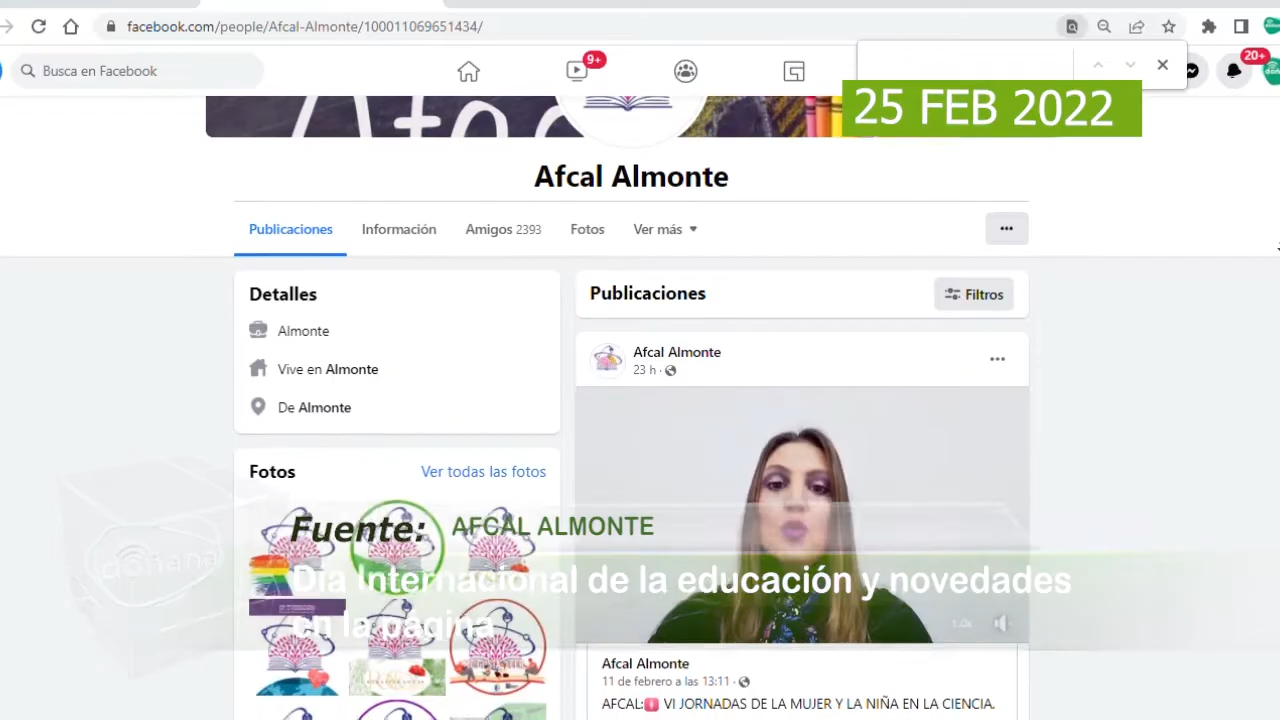 facebook.com/people/Afcal-Almonte/100011069651434/
Busca en Facebook
9+
20+
25 FEB 2022
Afcal Almonte
Publicaciones
Información
Amigos 2393
Fotos
Ver más
Detalles
Almonte
Vive en Almonte
De Almonte
Fotos
Ver todas las fotos
Publicaciones
Filtros
Afcal Almonte
23 h
1.0x
Fuente: AFCAL ALMONTE
doñana
Día Internacional de la educación y novedades
en la página
Afcal Almonte
11 de febrero a las 13:11
AFCAL: VI JORNADAS DE LA MUJER Y LA NIÑA EN LA CIENCIA.